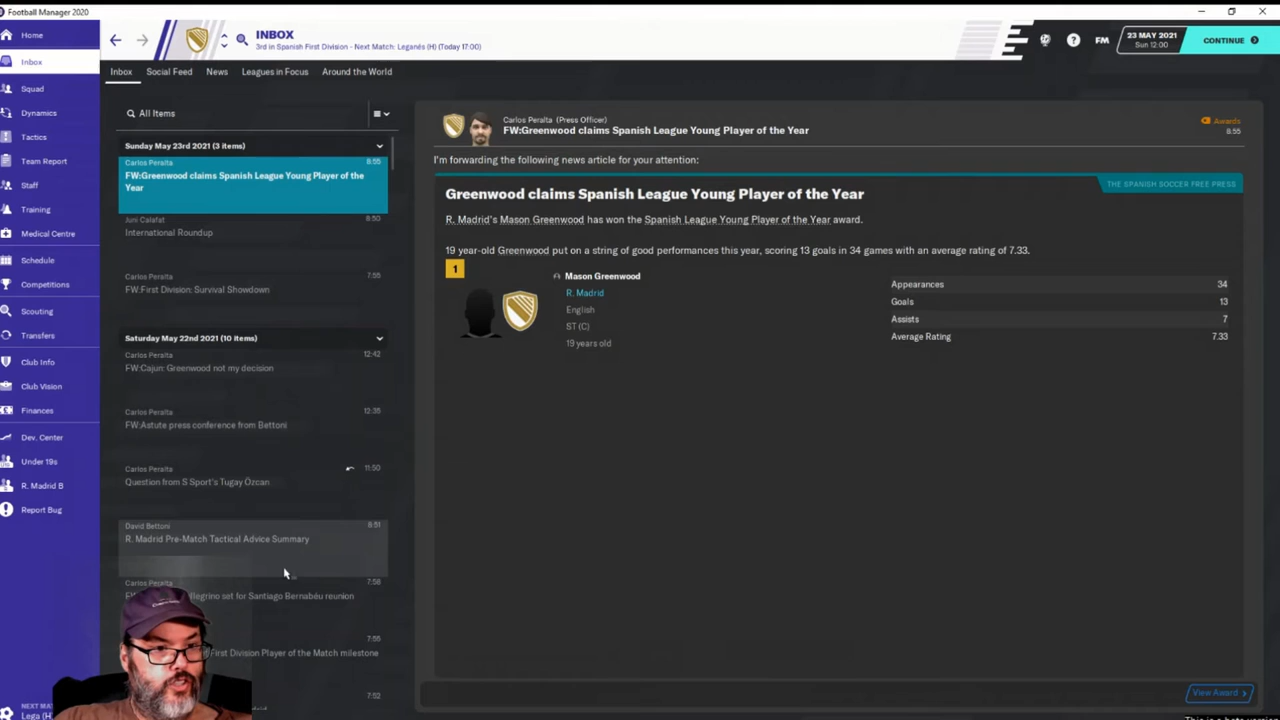 Football Manager 2020
Home
Inbox
Squad
Dynamics
Tactics
Team Report
Staff
Training
Medical Centre
Schedule
Competitions
Scouting
Transfers
Club Info
Club Vision
Finances
Dev. Center
Under 19s
R. Madrid B
Report Bug
Lega (H)
INBOX
3rd in Spanish First Division - Next Match: Leganés (H) (Today 17:00)
FM
23 MAY 2021
Sun 12:00
CONTINUE
Inbox
Social Feed
News
Leagues in Focus
Around the World
All Items
Sunday May 23rd 2021 (3 items)
Carlos Peralta 8:55
FW:Greenwood claims Spanish League Young Player of the
Year
Juni Calafat 8:50
International Roundup
Carlos Peralta 7:55
FW:First Division: Survival Showdown
Saturday May 22nd 2021 (10 items)
Carlos Peralta 12:42
FW:Cajun: Greenwood not my decision
Carlos Peralta 12:35
FW:Astute press conference from Bettoni
Carlos Peralta 11:50
Question from S Sport's Tugay Özcan
David Bettoni 8:51
R. Madrid Pre-Match Tactical Advice Summary
Carlos Peralta 7:58
set for Santiago Bernabéu reunion
7:55
First Division Player of the Match milestone
7:52
Carlos Peralta (Press Officer)
FW:Greenwood claims Spanish League Young Player of the Year
Awards
8:55
I'm forwarding the following news article for your attention:
THE SPANISH SOCCER FREE PRESS
Greenwood claims Spanish League Young Player of the Year
R. Madrid's Mason Greenwood has won the Spanish League Young Player of the Year award.
19 year-old Greenwood put on a string of good performances this year, scoring 13 goals in 34 games with an average rating of 7.33.
1
Mason Greenwood
R. Madrid
English
ST (C)
19 years old
Appearances 34
Goals 13
Assists 7
Average Rating 7.33
View Award